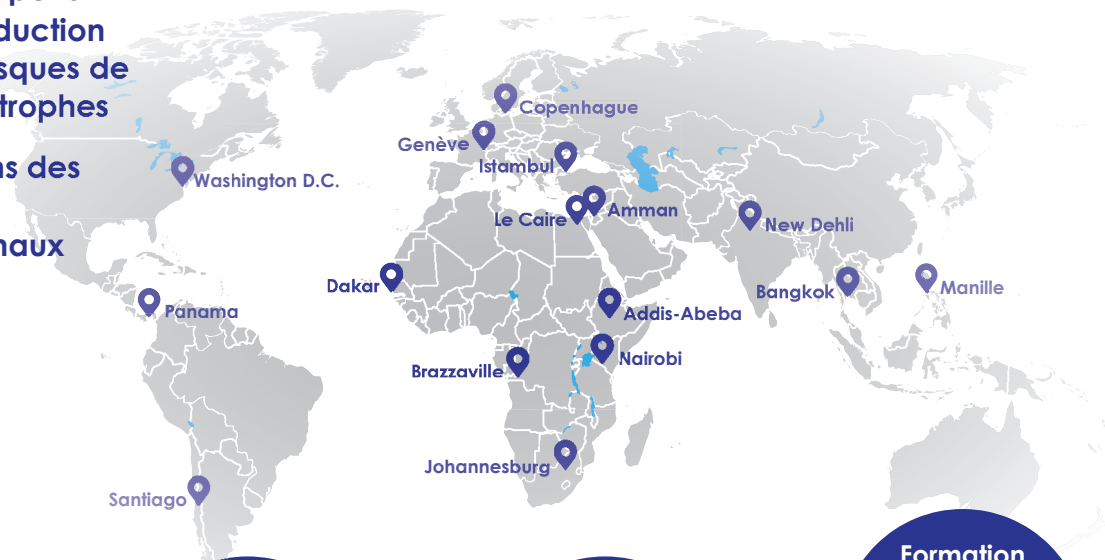 duction
sques de
trophes
ns des
naux
Copenhague
Genève
Istambul
Washington D.C.
Amman
Le Caire
New Dehli
Dakar
Bangkok
Manille
Panama
Addis-Abeba
Nairobi
Brazzaville
Johannesburg
Santiago
Formation